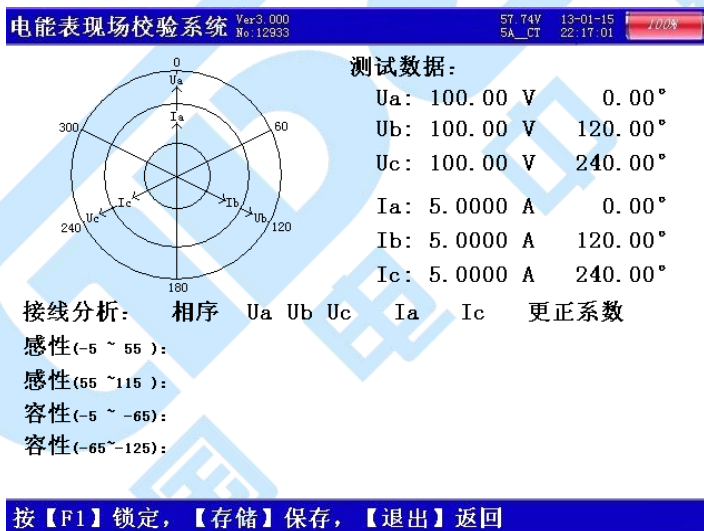 电能表现场校验系统 Ver3.000 57.74V 13-01-15 100%
No:12933 5A__CT 22:17:01
测试数据:
Ua: 100.00 V 0.00°
Ub: 100.00 V 120.00°
Uc: 100.00 V 240.00°
Ia: 5.0000 A 0.00°
Ib: 5.0000 A 120.00°
Ic: 5.0000 A 240.00°
0
Ua
Ia
300
60
Ic
Ib
Uc
Ub
240
120
180
接线分析: 相序 Ua Ub Uc Ia Ic 更正系数
感性(-5 ~ 55 ):
感性(55 ~115 ):
容性(-5 ~ -65):
容性(-65~-125):
按【F1】锁定，【存储】保存，【退出】返回